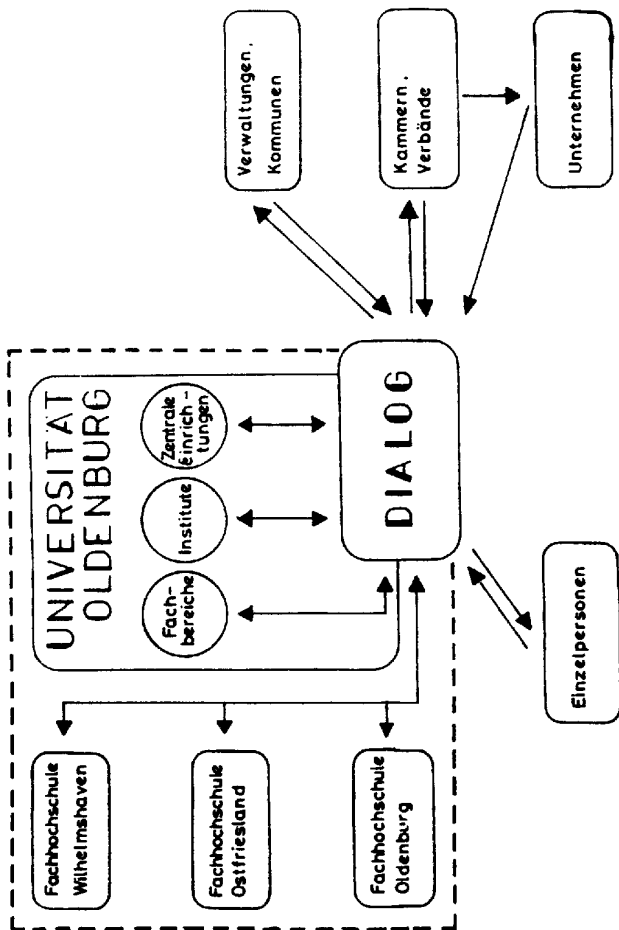 UNIVERSITÄT
OLDENBURG
Fach-
bereiche
Institute
Zentrale
Einrich-
tungen
Fachhochschule
Wilhelmshaven
Fachhochschule
Ostfriesland
Fachhochschule
Oldenburg
DIALOG
Verwaltungen,
Kommunen
Kammern,
Verbände
Unternehmen
Einzelpersonen